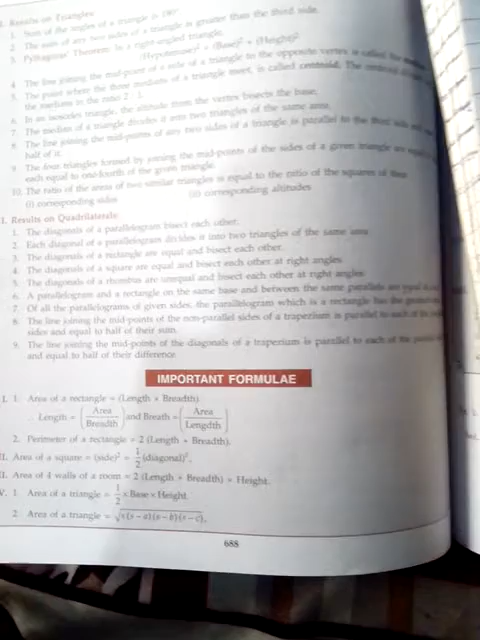 I. Results on Triangles
1. Sum of the angles of a triangle is 180°.
2. The sum of any two sides of a triangle is greater than the third side.
3. Pythagoras Theorem: In a right-angled triangle,
(Hypotenuse)² = (Base)² + (Height)²
4. The line joining the mid-point of a side of a triangle to the opposite vertex is called the
5. The point where the three medians of a triangle meet, is called centroid. The centroid
the medians in the ratio 2 : 1.
6. In an isosceles triangle, the altitude from the vertex bisects the base.
7. The median of a triangle divides it into two triangles of the same area.
8. The line joining the mid-points of any two sides of a triangle is parallel to the third side and
half of it.
9. The four triangles formed by joining the mid-points of the sides of a given triangle are
each equal to one-fourth of the given triangle.
10. The ratio of the areas of two similar triangles is equal to the ratio of the squares of their
(i) corresponding sides (ii) corresponding altitudes
I. Results on Quadrilaterals
1. The diagonals of a parallelogram bisect each other.
2. Each diagonal of a parallelogram divides it into two triangles of the same area.
3. The diagonals of a rectangle are equal and bisect each other.
4. The diagonals of a square are equal and bisect each other at right angles.
5. The diagonals of a rhombus are unequal and bisect each other at right angles.
6. A parallelogram and a rectangle on the same base and between the same parallels are equal
7. Of all the parallelograms of given sides, the parallelogram which is a rectangle has the
8. The line joining the mid-points of the non-parallel sides of a trapezium is parallel to each of the
sides and equal to half of their sum.
9. The line joining the mid-points of the diagonals of a trapezium is parallel to each of the
and equal to half of their difference.
IMPORTANT FORMULAE
I. 1. Area of a rectangle = (Length × Breadth).
∴ Length = (Area/Breadth) and Breath = (Area/Lengdth)
2. Perimeter of a rectangle = 2 (Length + Breadth).
II. Area of a square = (side)² = 1/2 (diagonal)².
II. Area of 4 walls of a room = 2 (Length + Breadth) × Height.
V. 1. Area of a triangle = 1/2 × Base × Height.
2. Area of a triangle = √s(s – a)(s – b)(s – c),
688